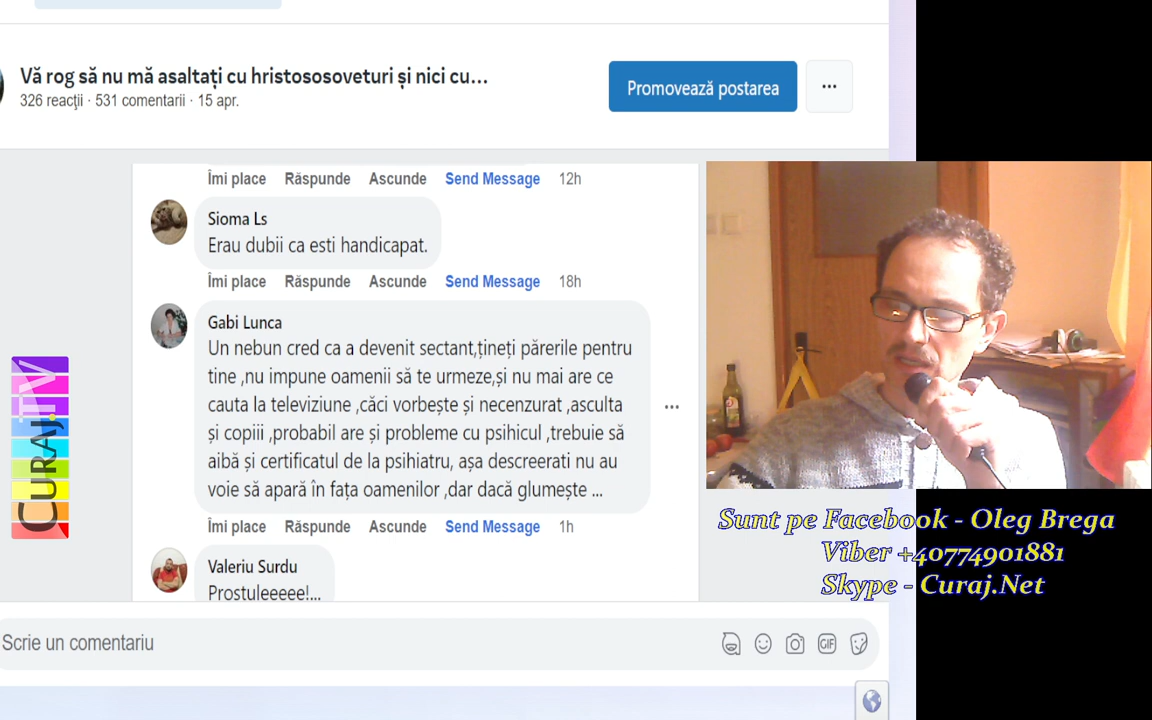 Vă rog să nu mă asaltați cu hristososoveturi și nici cu...
326 reacţii · 531 comentarii · 15 apr.
Promovează postarea
...
Îmi place Răspunde Ascunde Send Message 12h
Sioma Ls
Erau dubii ca esti handicapat.
Îmi place Răspunde Ascunde Send Message 18h
Gabi Lunca
Un nebun cred ca a devenit sectant,țineți părerile pentru
tine ,nu impune oamenii să te urmeze,și nu mai are ce
cauta la televiziune ,căci vorbește și necenzurat ,asculta
și copiii ,probabil are și probleme cu psihicul ,trebuie să
aibă și certificatul de la psihiatru, așa descreerati nu au
voie să apară în fața oamenilor ,dar dacă glumește ...
Îmi place Răspunde Ascunde Send Message 1h
Valeriu Surdu
Prostuleeeee!...
Scrie un comentariu
GIF
CURAJ.TV
Sunt pe Facebook - Oleg Brega
Viber +40774901881
Skype - Curaj.Net